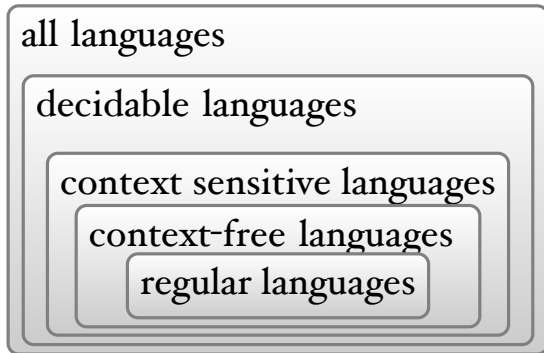 all languages
decidable languages
context sensitive languages
context-free languages
regular languages